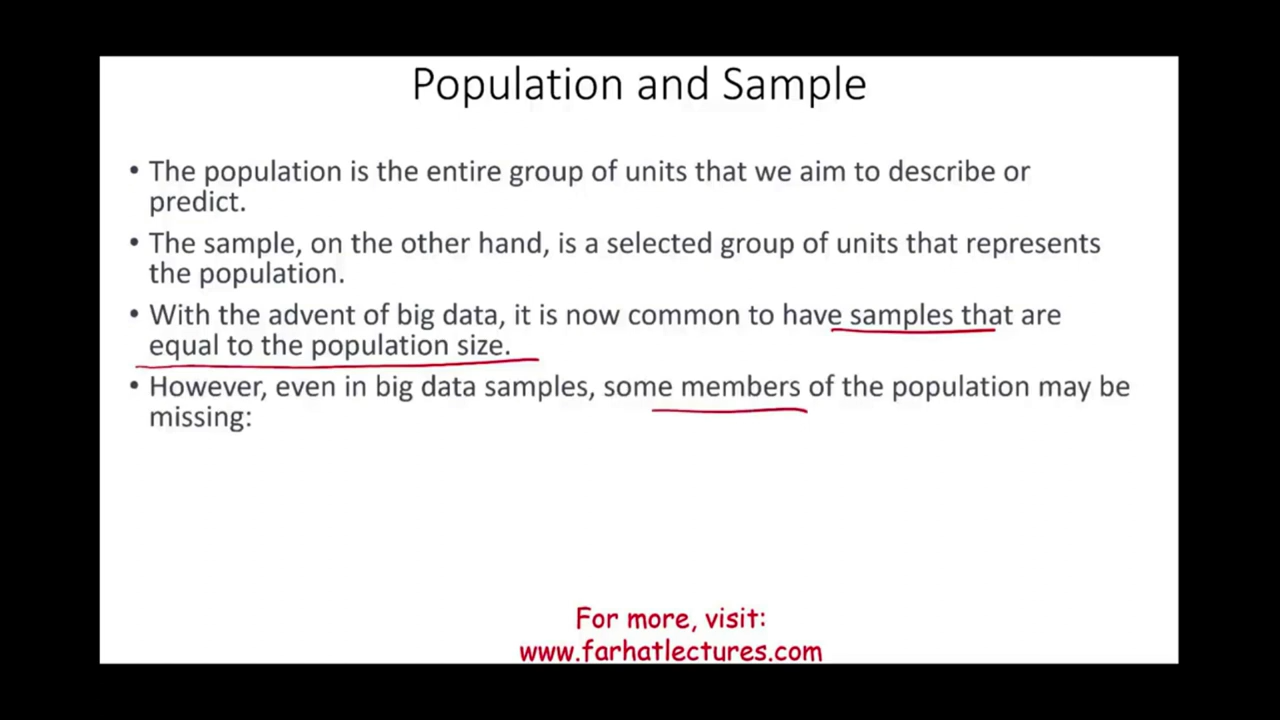 Population and Sample
• The population is the entire group of units that we aim to describe or
predict.
• The sample, on the other hand, is a selected group of units that represents
the population.
• With the advent of big data, it is now common to have samples that are
equal to the population size.
• However, even in big data samples, some members of the population may be
missing:
For more, visit:
www.farhatlectures.com